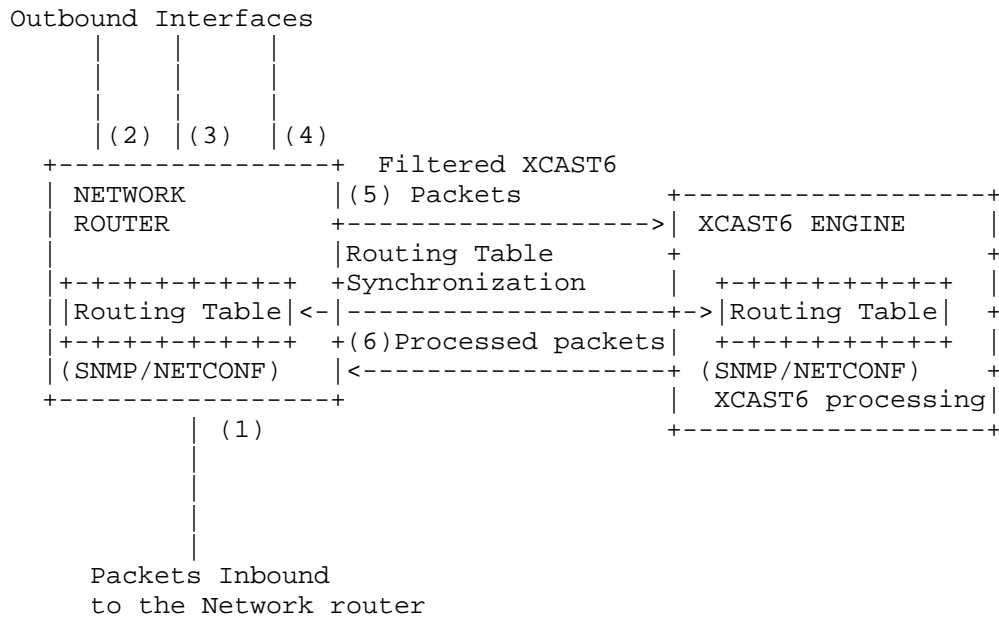 Outbound Interfaces
(2) (3) (4)
+-----------------+ Filtered XCAST6
NETWORK (5) Packets +-------------------+
ROUTER +-------------------> XCAST6 ENGINE
Routing Table + +
+-+-+-+-+-+-+-+ +Synchronization +-+-+-+-+-+-+-+
||Routing Table|<-|--------------------+->|Routing Table| +
+-+-+-+-+-+-+-+ +(6)Processed packets| +-+-+-+-+-+-+-+
(SNMP/NETCONF) |<--------------------+ (SNMP/NETCONF) +
+-----------------+ XCAST6 processing
(1) +-------------------+
Packets Inbound
to the Network router